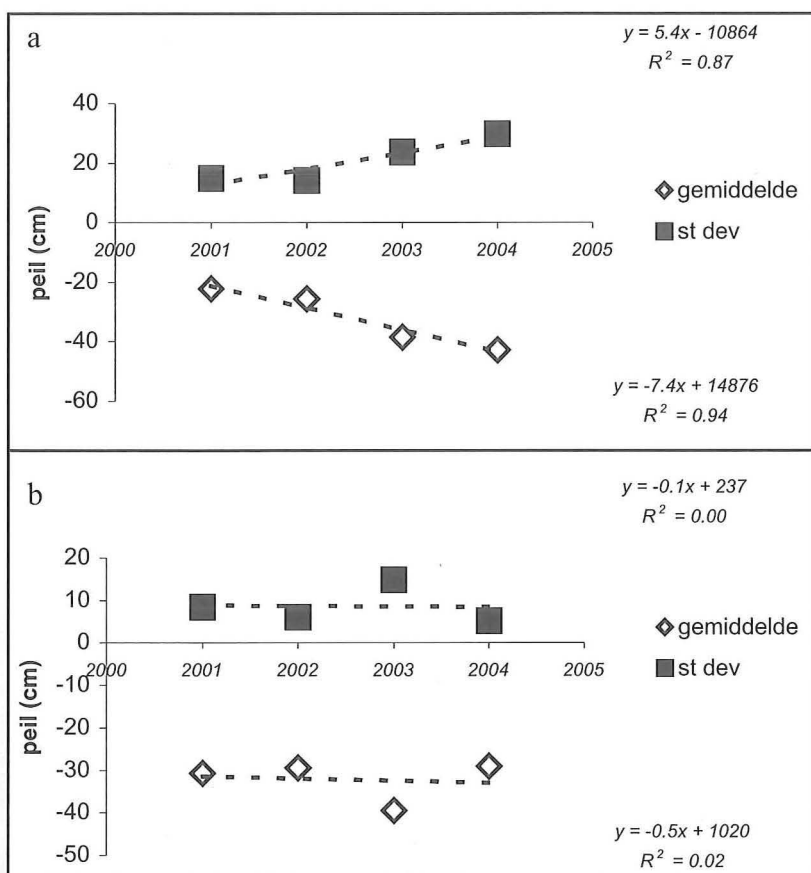 a
y = 5.4x - 10864
R² = 0.87
40
20
0
-20
-40
-60
peil (cm)
2000
2001
2002
2003
2004
2005
gemiddelde
st dev
y = -7.4x + 14876
R² = 0.94
b
y = -0.1x + 237
R² = 0.00
20
10
0
-10
-20
-30
-40
-50
peil (cm)
2000
2001
2002
2003
2004
2005
gemiddelde
st dev
y = -0.5x + 1020
R² = 0.02